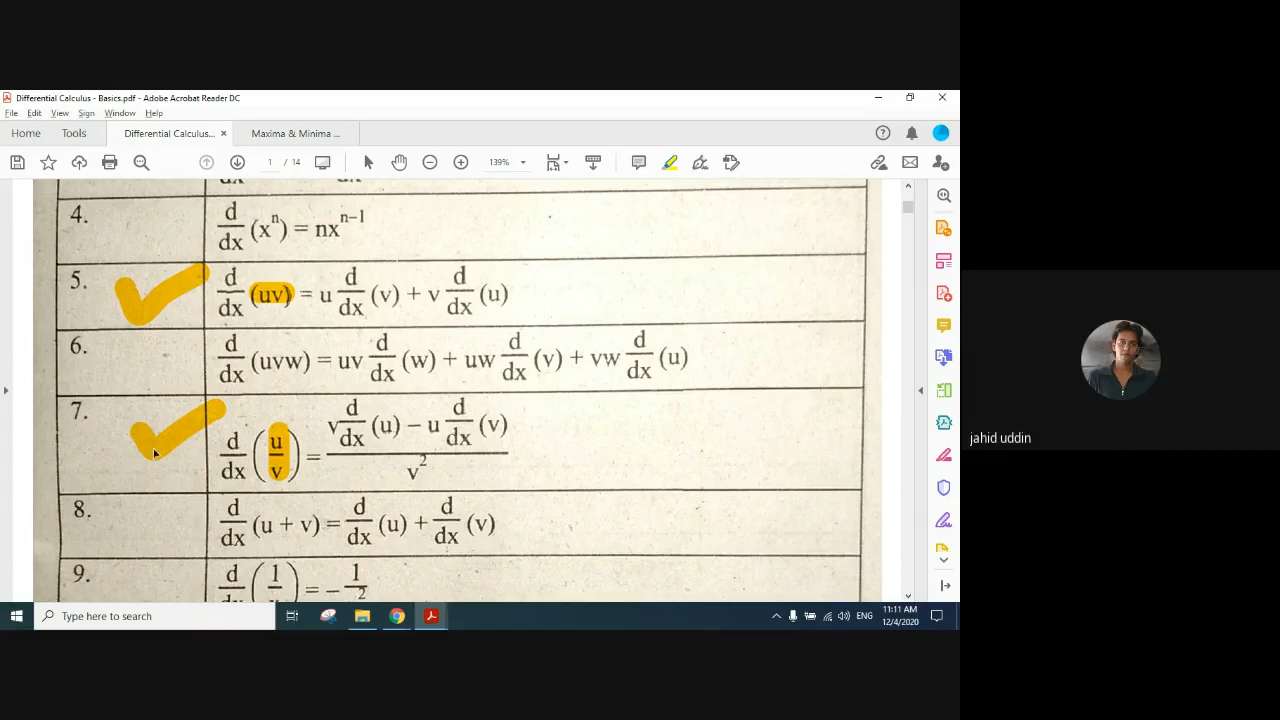 Differential Calculus - Basics.pdf - Adobe Acrobat Reader DC
File Edit View Sign Window Help
Home Tools Differential Calculus... × Maxima & Minima ...
1 / 14 139%
4. d/dx (xⁿ) = nxⁿ⁻¹
5. d/dx (uv) = u d/dx (v) + v d/dx (u)
6. d/dx (uvw) = uv d/dx (w) + uw d/dx (v) + vw d/dx (u)
jahid uddin
7. d/dx (u/v) = (v d/dx (u) − u d/dx (v)) / v²
8. d/dx (u + v) = d/dx (u) + d/dx (v)
9.
Type here to search
ENG
11:11 AM
12/4/2020